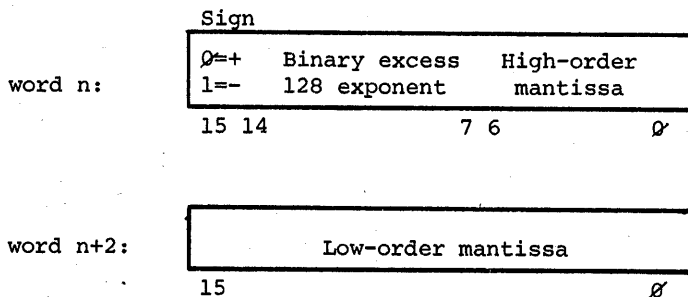 Sign
Ø=+ Binary excess High-order
word n: 1=- 128 exponent mantissa
15 14 7 6 Ø
word n+2: Low-order mantissa
15 Ø